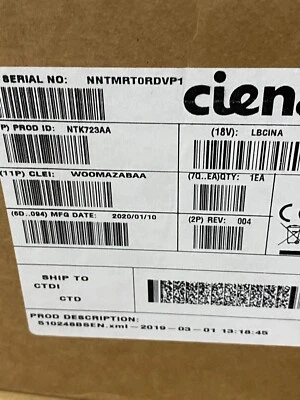 SERIAL NO: NNTMRT0RDVP1
ciena
P) PROD ID: NTK723AA
(18V): LBCINA
(11P) CLEI: WOOMAZABAA
(7Q..EA)QTY: 1EA
(6D..094) MFG DATE: 2020/01/10
(2P) REV: 004
SHIP TO
CTDI
CTD
PROD DESCRIPTION:
S10248BSEN.xml-2019-03-01 13:18:45